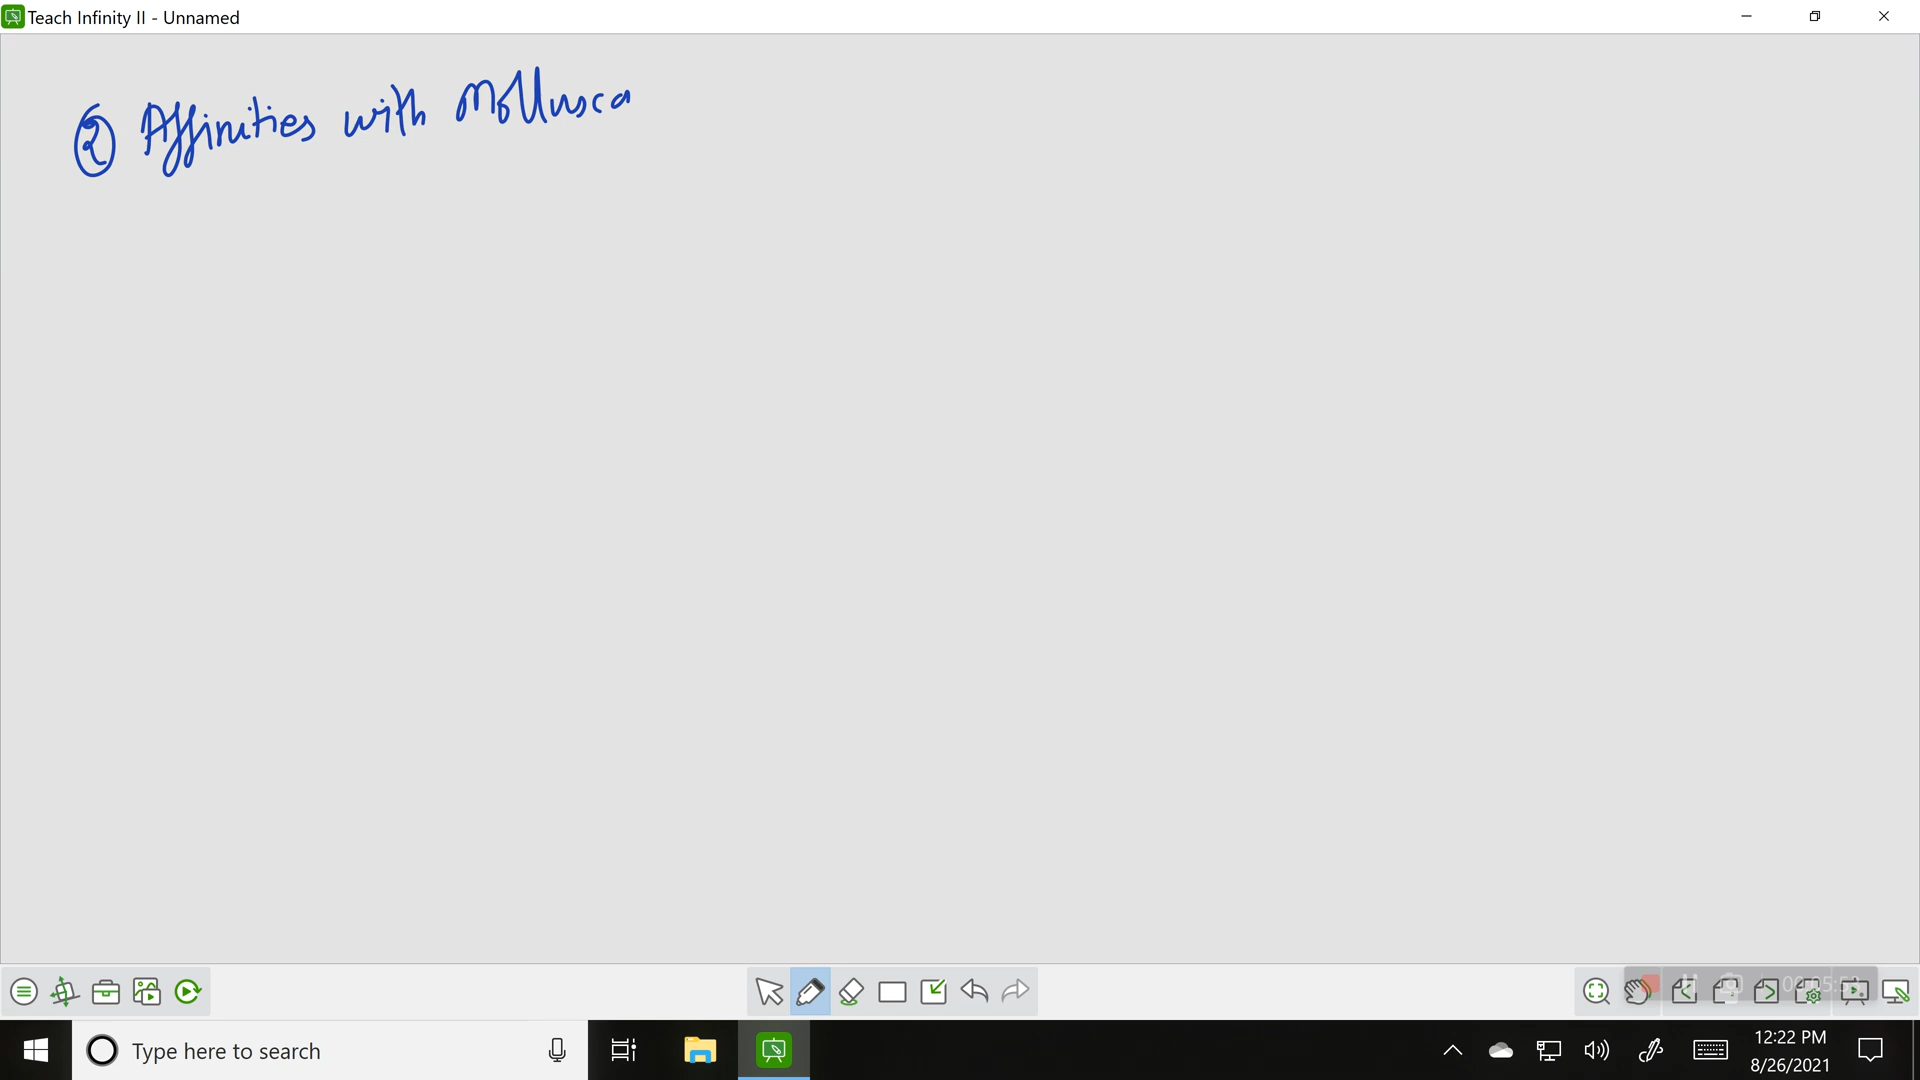 Teach Infinity II - Unnamed
② Affinities with Mollusca
Type here to search
12:22 PM
8/26/2021